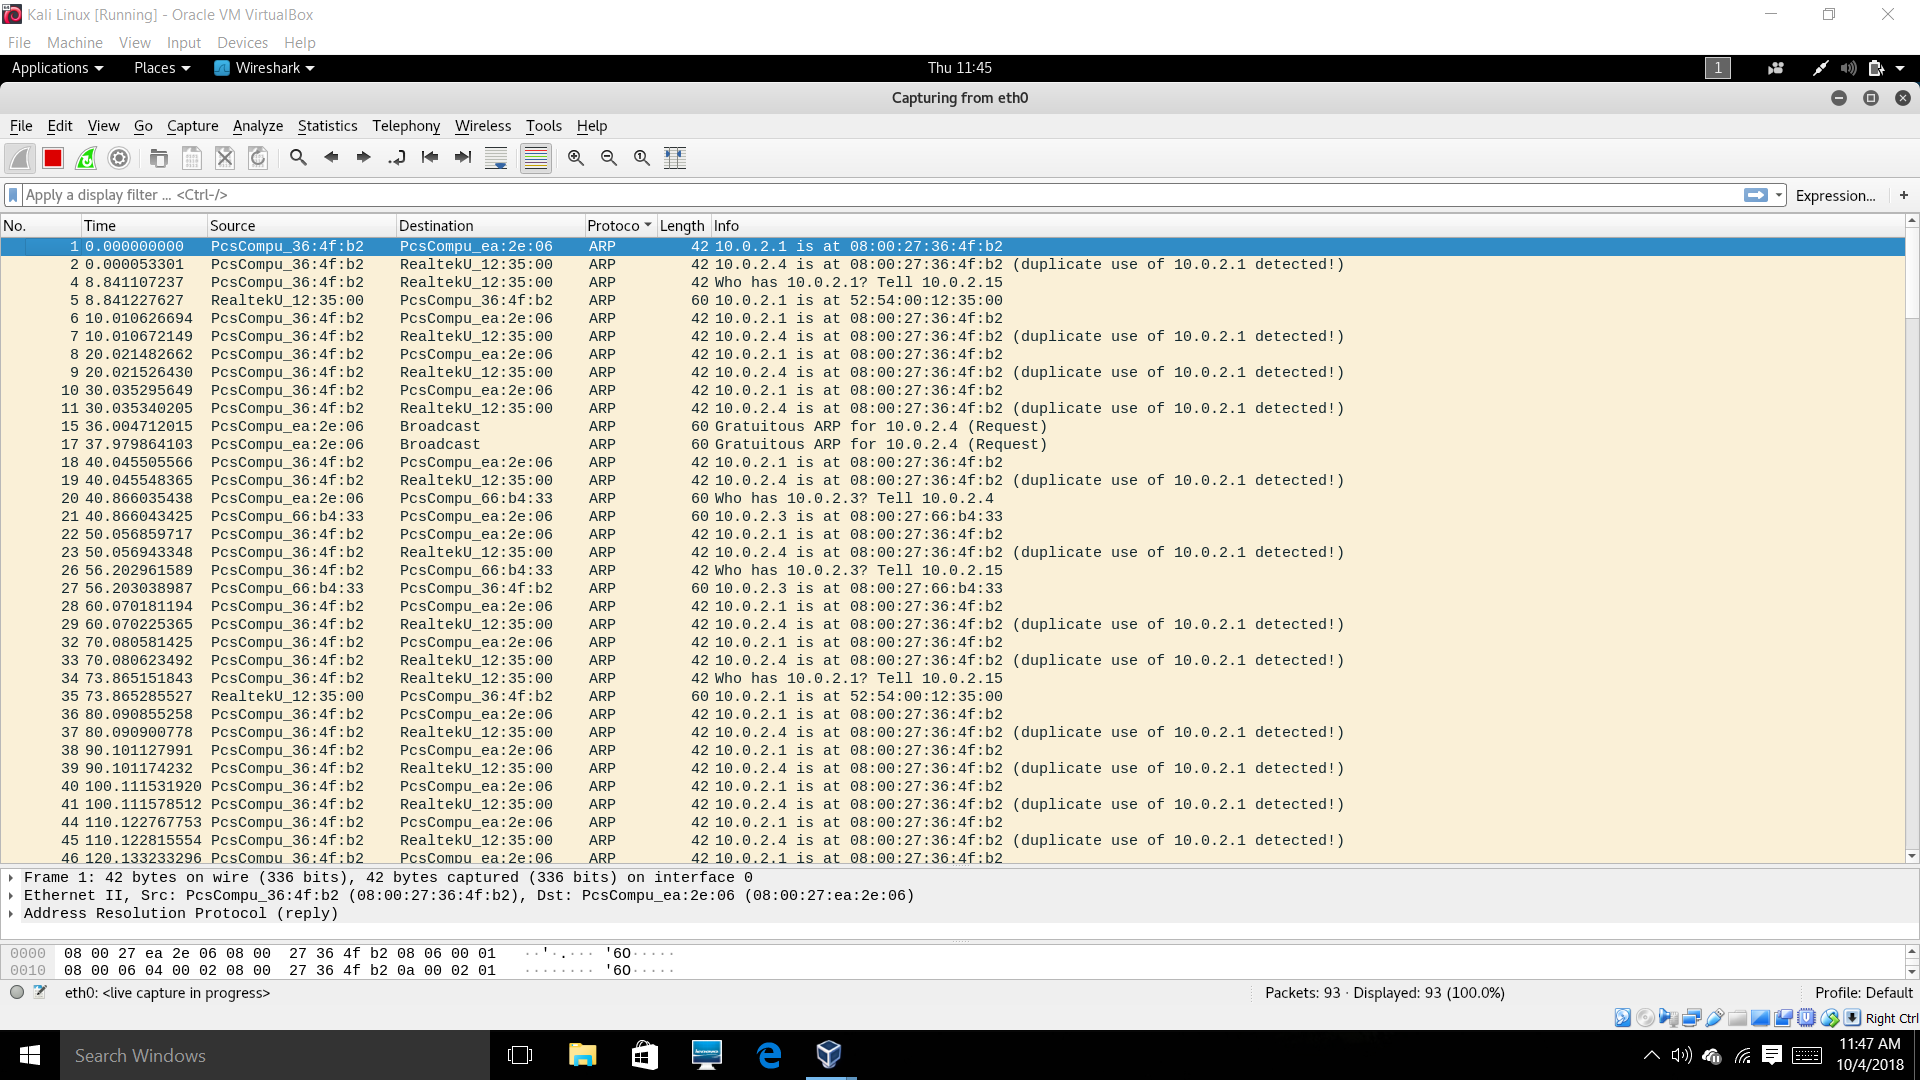 Kali Linux [Running] - Oracle VM VirtualBox
File Machine View Input Devices Help
Applications Places Wireshark Thu 11:45 1
Capturing from eth0
File Edit View Go Capture Analyze Statistics Telephony Wireless Tools Help
Apply a display filter ... <Ctrl-/> Expression... +
No. Time Source Destination Protoco Length Info
1 0.000000000 PcsCompu_36:4f:b2 PcsCompu_ea:2e:06 ARP 42 10.0.2.1 is at 08:00:27:36:4f:b2
2 0.000053301 PcsCompu_36:4f:b2 RealtekU_12:35:00 ARP 42 10.0.2.4 is at 08:00:27:36:4f:b2 (duplicate use of 10.0.2.1 detected!)
4 8.841107237 PcsCompu_36:4f:b2 RealtekU_12:35:00 ARP 42 Who has 10.0.2.1? Tell 10.0.2.15
5 8.841227627 RealtekU_12:35:00 PcsCompu_36:4f:b2 ARP 60 10.0.2.1 is at 52:54:00:12:35:00
6 10.010626694 PcsCompu_36:4f:b2 PcsCompu_ea:2e:06 ARP 42 10.0.2.1 is at 08:00:27:36:4f:b2
7 10.010672149 PcsCompu_36:4f:b2 RealtekU_12:35:00 ARP 42 10.0.2.4 is at 08:00:27:36:4f:b2 (duplicate use of 10.0.2.1 detected!)
8 20.021482662 PcsCompu_36:4f:b2 PcsCompu_ea:2e:06 ARP 42 10.0.2.1 is at 08:00:27:36:4f:b2
9 20.021526430 PcsCompu_36:4f:b2 RealtekU_12:35:00 ARP 42 10.0.2.4 is at 08:00:27:36:4f:b2 (duplicate use of 10.0.2.1 detected!)
10 30.035295649 PcsCompu_36:4f:b2 PcsCompu_ea:2e:06 ARP 42 10.0.2.1 is at 08:00:27:36:4f:b2
11 30.035340205 PcsCompu_36:4f:b2 RealtekU_12:35:00 ARP 42 10.0.2.4 is at 08:00:27:36:4f:b2 (duplicate use of 10.0.2.1 detected!)
15 36.004712015 PcsCompu_ea:2e:06 Broadcast ARP 60 Gratuitous ARP for 10.0.2.4 (Request)
17 37.979864103 PcsCompu_ea:2e:06 Broadcast ARP 60 Gratuitous ARP for 10.0.2.4 (Request)
18 40.045505566 PcsCompu_36:4f:b2 PcsCompu_ea:2e:06 ARP 42 10.0.2.1 is at 08:00:27:36:4f:b2
19 40.045548365 PcsCompu_36:4f:b2 RealtekU_12:35:00 ARP 42 10.0.2.4 is at 08:00:27:36:4f:b2 (duplicate use of 10.0.2.1 detected!)
20 40.866035438 PcsCompu_ea:2e:06 PcsCompu_66:b4:33 ARP 60 Who has 10.0.2.3? Tell 10.0.2.4
21 40.866043425 PcsCompu_66:b4:33 PcsCompu_ea:2e:06 ARP 60 10.0.2.3 is at 08:00:27:66:b4:33
22 50.056859717 PcsCompu_36:4f:b2 PcsCompu_ea:2e:06 ARP 42 10.0.2.1 is at 08:00:27:36:4f:b2
23 50.056943348 PcsCompu_36:4f:b2 RealtekU_12:35:00 ARP 42 10.0.2.4 is at 08:00:27:36:4f:b2 (duplicate use of 10.0.2.1 detected!)
26 56.202961589 PcsCompu_36:4f:b2 PcsCompu_66:b4:33 ARP 42 Who has 10.0.2.3? Tell 10.0.2.15
27 56.203038987 PcsCompu_66:b4:33 PcsCompu_36:4f:b2 ARP 60 10.0.2.3 is at 08:00:27:66:b4:33
28 60.070181194 PcsCompu_36:4f:b2 PcsCompu_ea:2e:06 ARP 42 10.0.2.1 is at 08:00:27:36:4f:b2
29 60.070225365 PcsCompu_36:4f:b2 RealtekU_12:35:00 ARP 42 10.0.2.4 is at 08:00:27:36:4f:b2 (duplicate use of 10.0.2.1 detected!)
32 70.080581425 PcsCompu_36:4f:b2 PcsCompu_ea:2e:06 ARP 42 10.0.2.1 is at 08:00:27:36:4f:b2
33 70.080623492 PcsCompu_36:4f:b2 RealtekU_12:35:00 ARP 42 10.0.2.4 is at 08:00:27:36:4f:b2 (duplicate use of 10.0.2.1 detected!)
34 73.865151843 PcsCompu_36:4f:b2 RealtekU_12:35:00 ARP 42 Who has 10.0.2.1? Tell 10.0.2.15
35 73.865285527 RealtekU_12:35:00 PcsCompu_36:4f:b2 ARP 60 10.0.2.1 is at 52:54:00:12:35:00
36 80.090855258 PcsCompu_36:4f:b2 PcsCompu_ea:2e:06 ARP 42 10.0.2.1 is at 08:00:27:36:4f:b2
37 80.090900778 PcsCompu_36:4f:b2 RealtekU_12:35:00 ARP 42 10.0.2.4 is at 08:00:27:36:4f:b2 (duplicate use of 10.0.2.1 detected!)
38 90.101127991 PcsCompu_36:4f:b2 PcsCompu_ea:2e:06 ARP 42 10.0.2.1 is at 08:00:27:36:4f:b2
39 90.101174232 PcsCompu_36:4f:b2 RealtekU_12:35:00 ARP 42 10.0.2.4 is at 08:00:27:36:4f:b2 (duplicate use of 10.0.2.1 detected!)
40 100.111531920 PcsCompu_36:4f:b2 PcsCompu_ea:2e:06 ARP 42 10.0.2.1 is at 08:00:27:36:4f:b2
41 100.111578512 PcsCompu_36:4f:b2 RealtekU_12:35:00 ARP 42 10.0.2.4 is at 08:00:27:36:4f:b2 (duplicate use of 10.0.2.1 detected!)
44 110.122767753 PcsCompu_36:4f:b2 PcsCompu_ea:2e:06 ARP 42 10.0.2.1 is at 08:00:27:36:4f:b2
45 110.122815554 PcsCompu_36:4f:b2 RealtekU_12:35:00 ARP 42 10.0.2.4 is at 08:00:27:36:4f:b2 (duplicate use of 10.0.2.1 detected!)
46 120.133233296 PcsCompu_36:4f:b2 PcsCompu_ea:2e:06 ARP 42 10.0.2.1 is at 08:00:27:36:4f:b2
Frame 1: 42 bytes on wire (336 bits), 42 bytes captured (336 bits) on interface 0
Ethernet II, Src: PcsCompu_36:4f:b2 (08:00:27:36:4f:b2), Dst: PcsCompu_ea:2e:06 (08:00:27:ea:2e:06)
Address Resolution Protocol (reply)
0000 08 00 27 ea 2e 06 08 00 27 36 4f b2 08 06 00 01 ··'·.··· '6O·····
0010 08 00 06 04 00 02 08 00 27 36 4f b2 0a 00 02 01 ········ '6O·····
eth0: <live capture in progress> Packets: 93 · Displayed: 93 (100.0%) Profile: Default
Right Ctrl
Search Windows
11:47 AM
10/4/2018